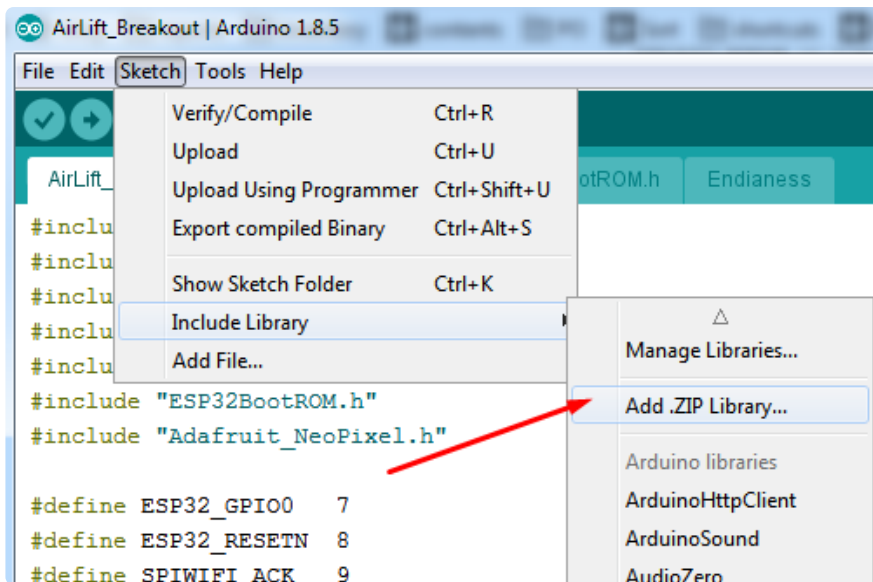 AirLift_Breakout | Arduino 1.8.5
File Edit Sketch Tools Help
Verify/Compile Ctrl+R
Upload Ctrl+U
Upload Using Programmer Ctrl+Shift+U
Export compiled Binary Ctrl+Alt+S
Show Sketch Folder Ctrl+K
Include Library
Add File...
AirLift_ otROM.h Endianess
#inclu
#inclu
#inclu
#inclu
#inclu
#include "ESP32BootROM.h"
#include "Adafruit_NeoPixel.h"
#define ESP32_GPIO0 7
#define ESP32_RESETN 8
#define SPIWIFI_ACK 9
Manage Libraries...
Add .ZIP Library...
Arduino libraries
ArduinoHttpClient
ArduinoSound
AudioZero